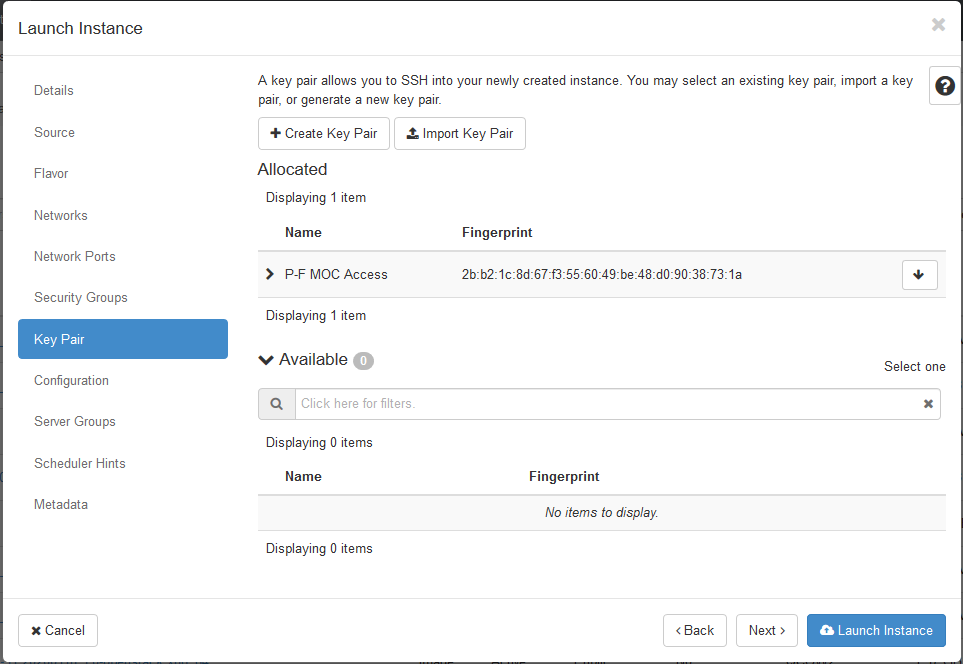 Launch Instance
Details
Source
Flavor
Networks
Network Ports
Security Groups
Key Pair
Configuration
Server Groups
Scheduler Hints
Metadata
A key pair allows you to SSH into your newly created instance. You may select an existing key pair, import a key
pair, or generate a new key pair.
Create Key Pair Import Key Pair
Allocated
Displaying 1 item
Name Fingerprint
P-F MOC Access 2b:b2:1c:8d:67:f3:55:60:49:be:48:d0:90:38:73:1a
Displaying 1 item
Available 0
Select one
Click here for filters.
Displaying 0 items
Name Fingerprint
No items to display.
Displaying 0 items
Cancel < Back Next > Launch Instance